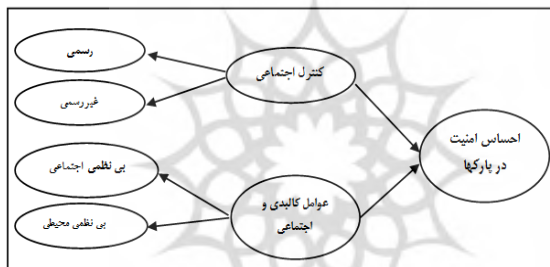 رسمی
کنترل اجتماعی
غیررسمی
احساس امنیت
در پارکها
بی نظمی اجتماعی
عوامل کالبدی و
اجتماعی
بی نظمی محیطی